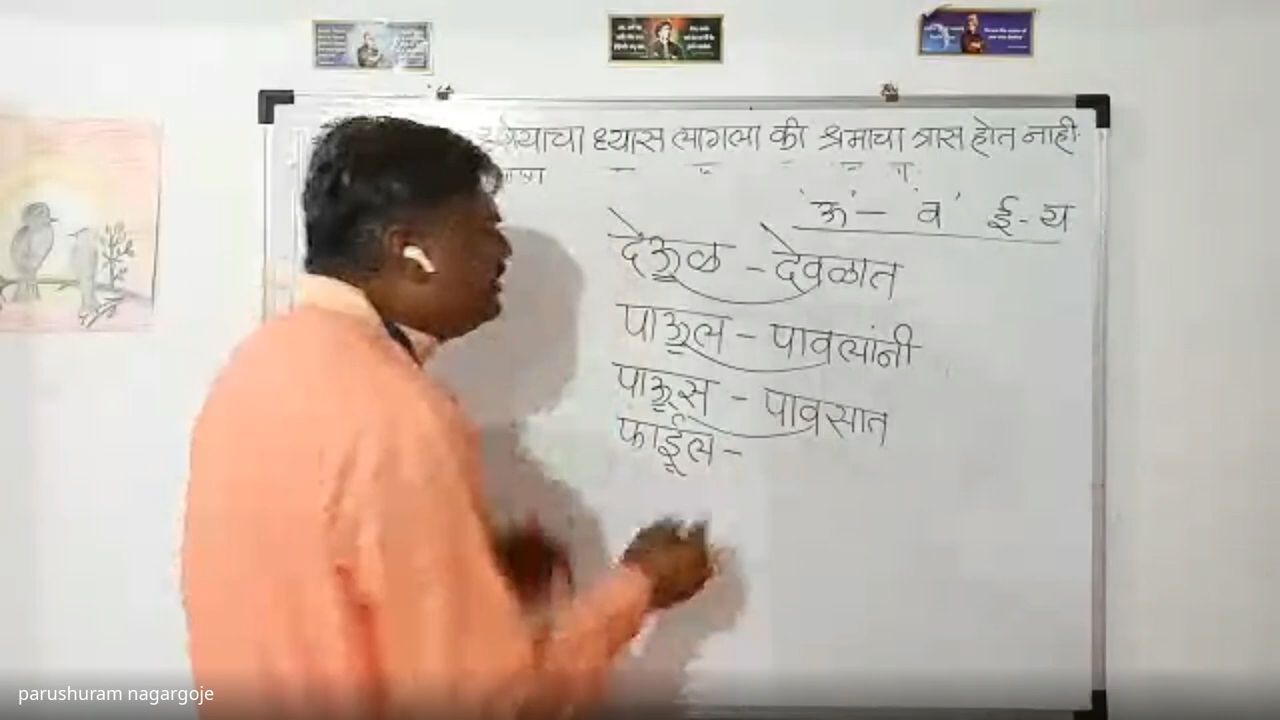 ध्यास लागला की श्रमाचा त्रास होत नाही.
'ऊ' – 'व' ई - य
देऊळ – देवळात
पाऊल – पावलांनी
पाऊस – पावसात
फाईल –
parushuram nagargoje